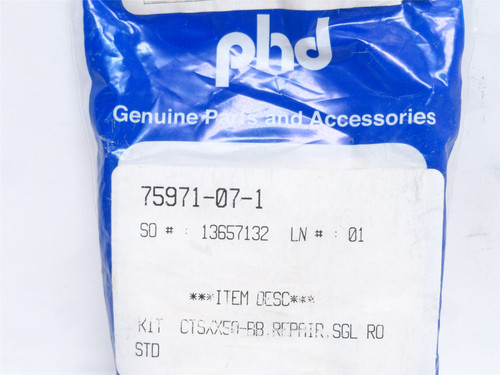 phd
Genuine Parts and Accessories
75971-07-1
SO # : 13657132 LN # : 01
***ITEM DESC***
KIT CTSXX50-BB,REPAIR,SGL RO
STD